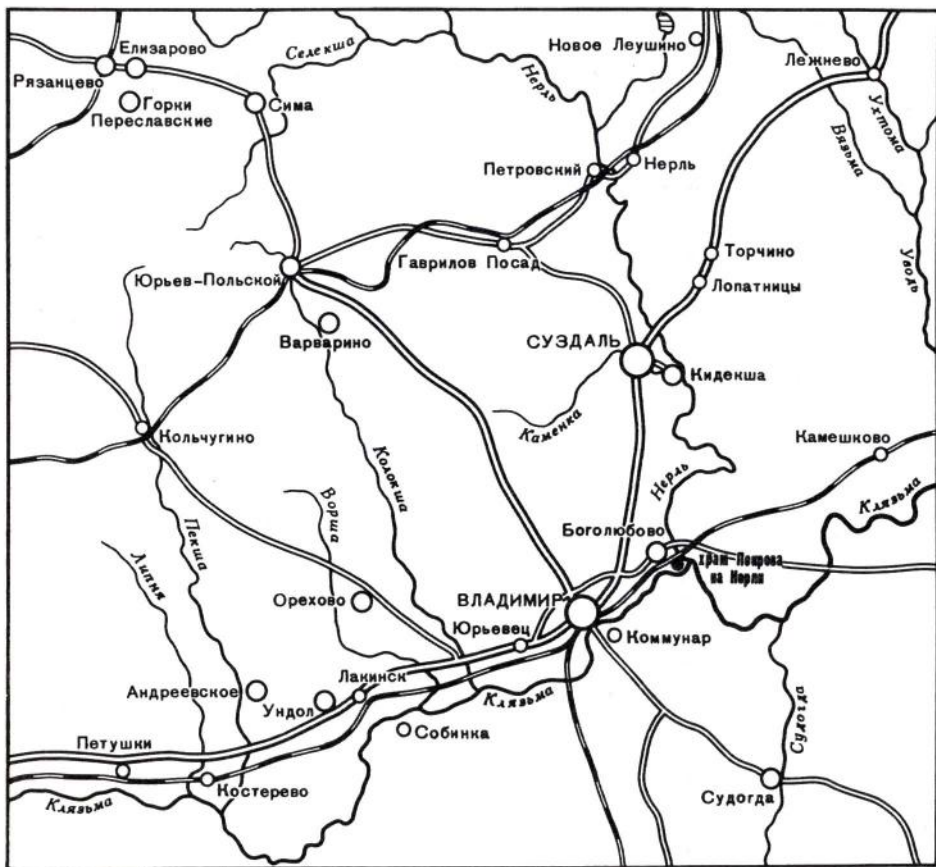 Елизарово
Рязанцево
Горки
Переславские
Сима
Селекша
Новое Леушино
Лежнево
Нерль
Ухтома
Вязьма
Петровский
Нерль
Гаврилов Посад
Юрьев-Польской
Торчино
Лопатницы
Уводь
Варварино
СУЗДАЛЬ
Кидекша
Каменка
Кольчугино
Колокша
Камешково
Нерль
Клязьма
Ворша
Пекша
Липня
Боголюбово
храм Покрова
на Нерли
Орехово
ВЛАДИМИР
Юрьевец
Коммунар
Лакинск
Андреевское
Ундол
Клязьма
Собинка
Судогда
Петушки
Костерево
Клязьма
Судогда